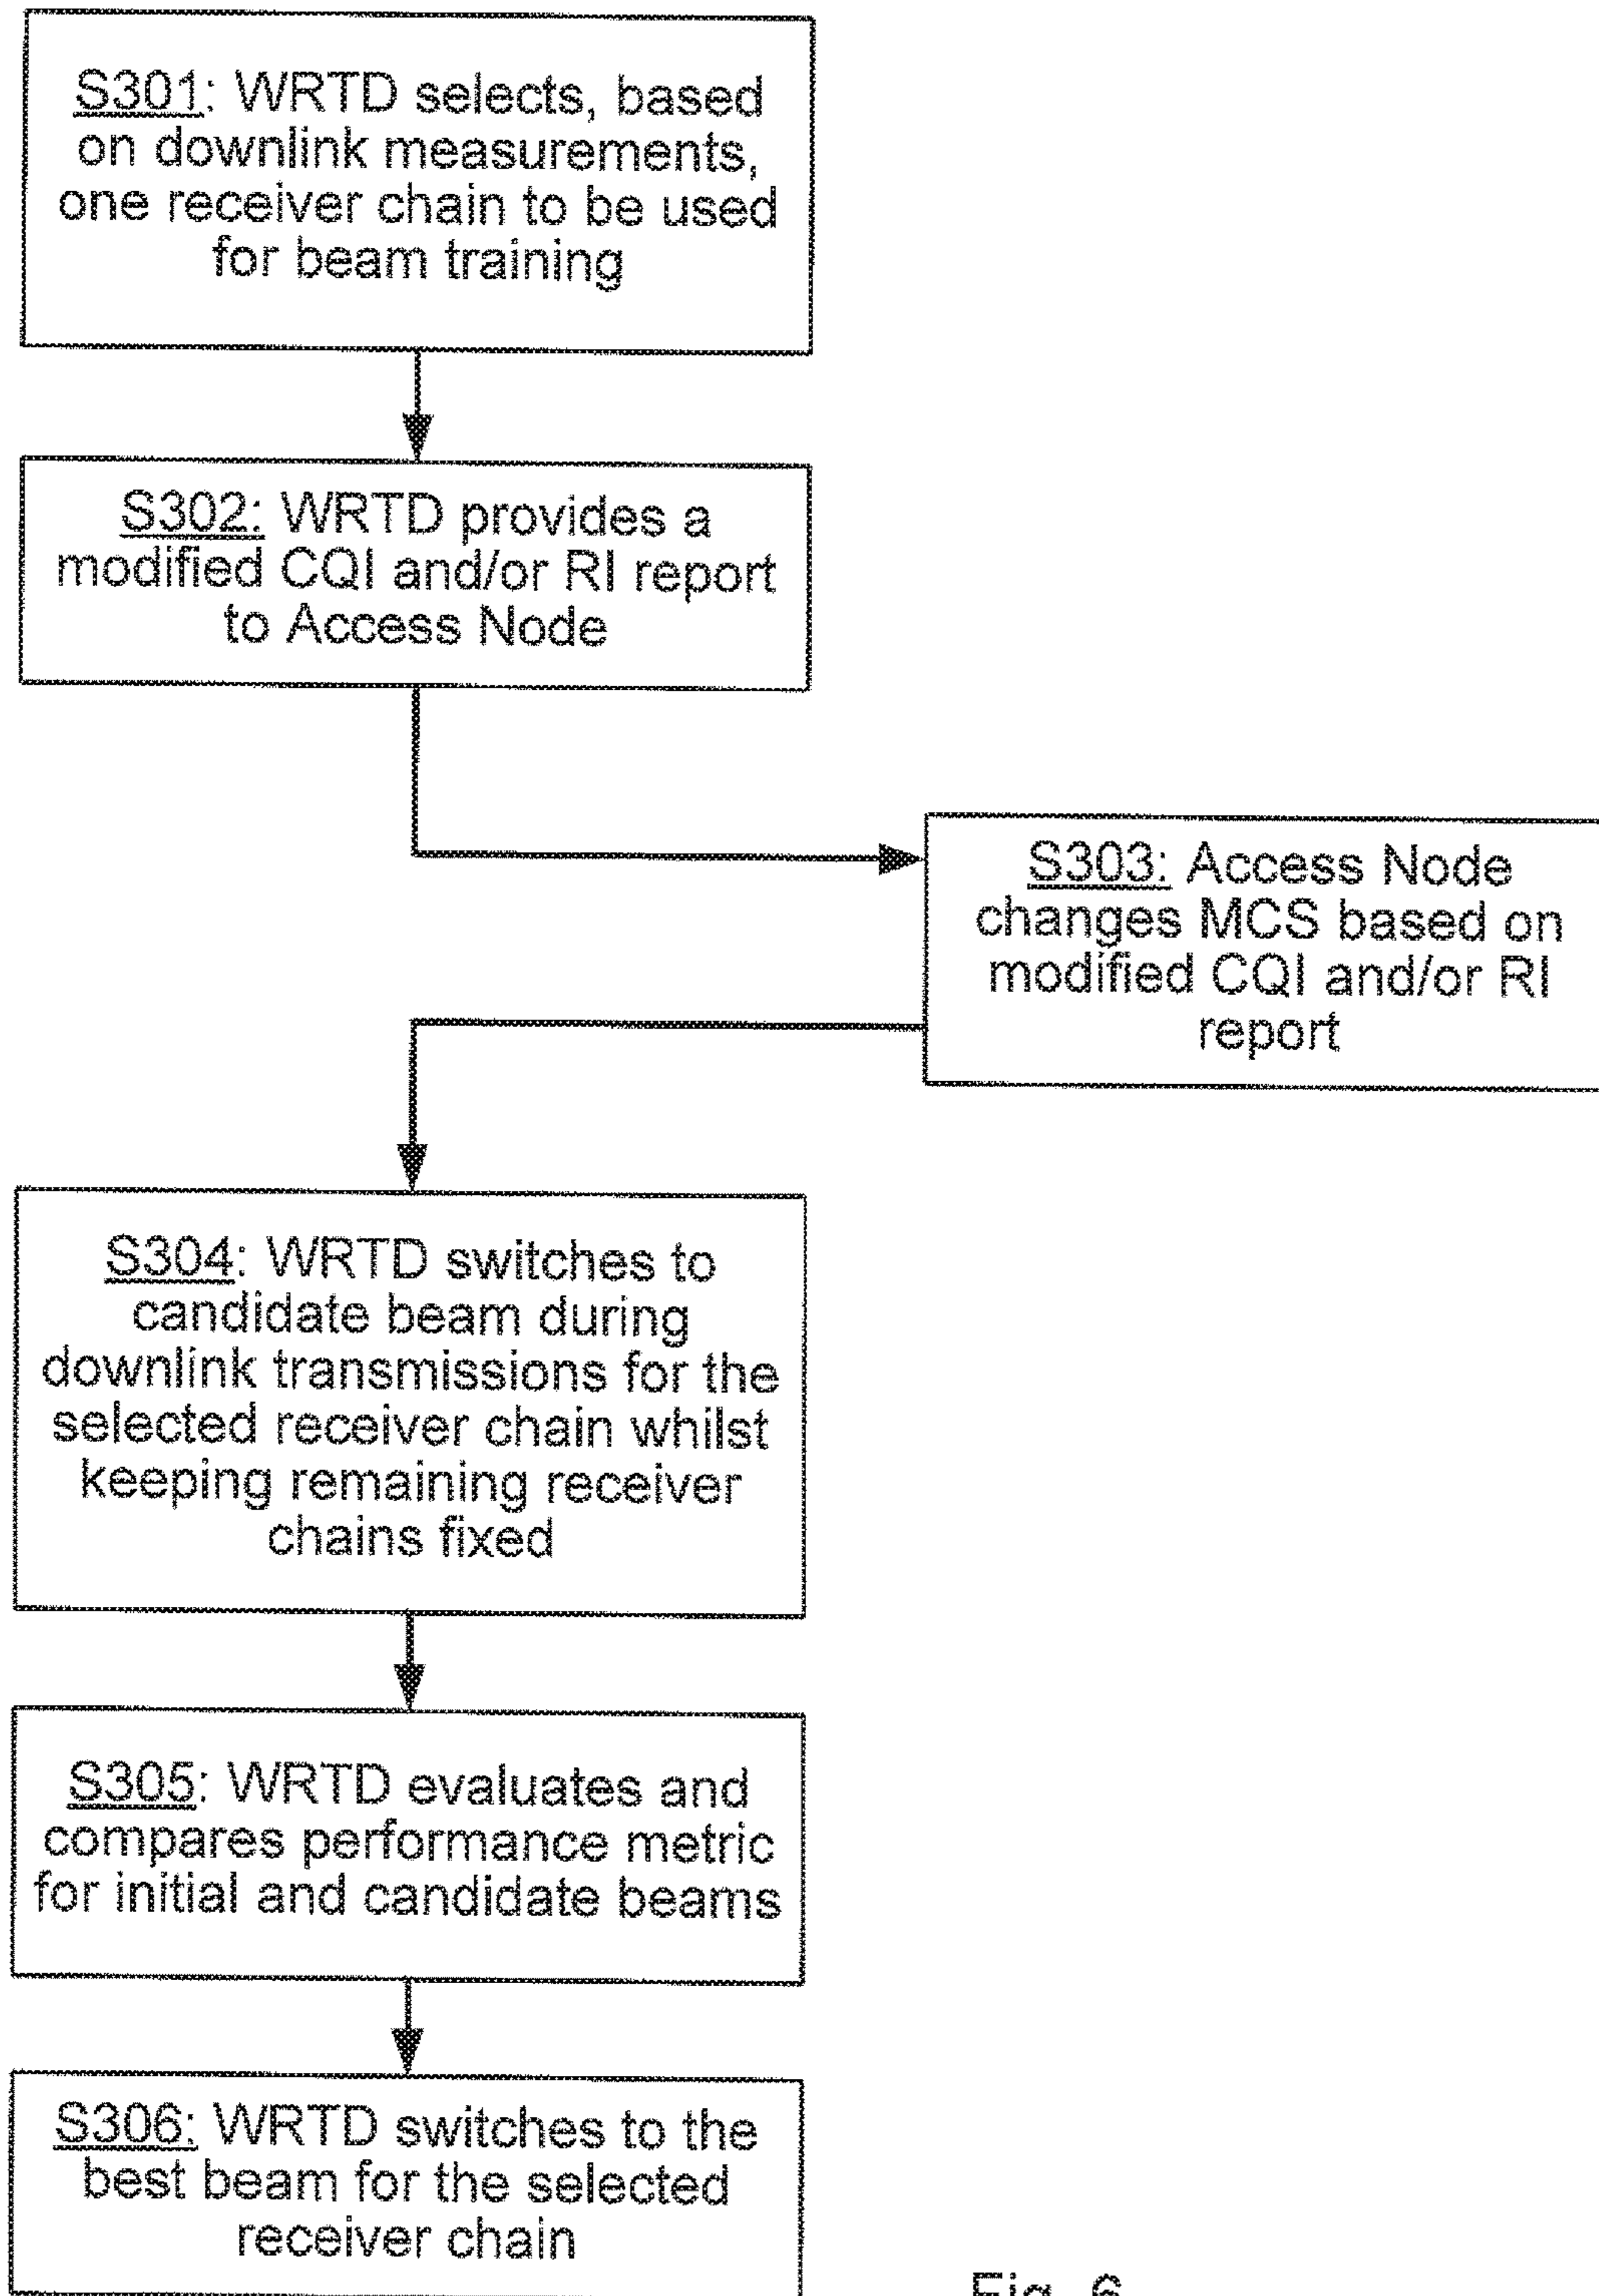 S301: WRTD selects, based
on downlink measurements,
one receiver chain to be used
for beam training
S302: WRTD provides a
modified CQI and/or RI report
to Access Node
S303: Access Node
changes MCS based on
modified CQI and/or RI
report
S304: WRTD switches to
candidate beam during
downlink transmissions for the
selected receiver chain whilst
keeping remaining receiver
chains fixed
S305: WRTD evaluates and
compares performance metric
for initial and candidate beams
S306: WRTD switches to the
best beam for the selected
receiver chain
Fig. 6